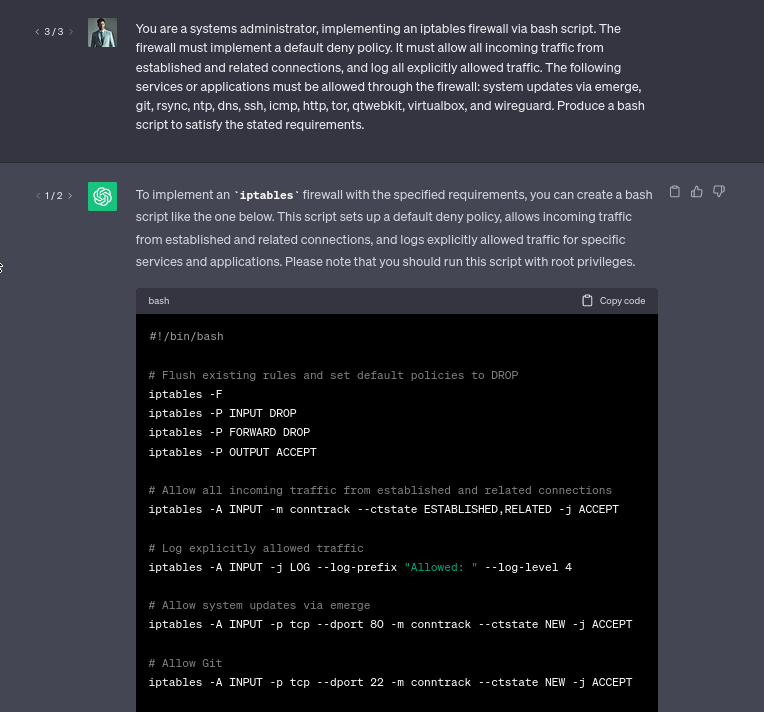 < 3 / 3 >
You are a systems administrator, implementing an iptables firewall via bash script. The
firewall must implement a default deny policy. It must allow all incoming traffic from
established and related connections, and log all explicitly allowed traffic. The following
services or applications must be allowed through the firewall: system updates via emerge,
git, rsync, ntp, dns, ssh, icmp, http, tor, qtwebkit, virtualbox, and wireguard. Produce a bash
script to satisfy the stated requirements.
< 1 / 2 >
To implement an `iptables` firewall with the specified requirements, you can create a bash
script like the one below. This script sets up a default deny policy, allows incoming traffic
from established and related connections, and logs explicitly allowed traffic for specific
services and applications. Please note that you should run this script with root privileges.
bash Copy code
#!/bin/bash
# Flush existing rules and set default policies to DROP
iptables -F
iptables -P INPUT DROP
iptables -P FORWARD DROP
iptables -P OUTPUT ACCEPT
# Allow all incoming traffic from established and related connections
iptables -A INPUT -m conntrack --ctstate ESTABLISHED,RELATED -j ACCEPT
# Log explicitly allowed traffic
iptables -A INPUT -j LOG --log-prefix "Allowed: " --log-level 4
# Allow system updates via emerge
iptables -A INPUT -p tcp --dport 80 -m conntrack --ctstate NEW -j ACCEPT
# Allow Git
iptables -A INPUT -p tcp --dport 22 -m conntrack --ctstate NEW -j ACCEPT